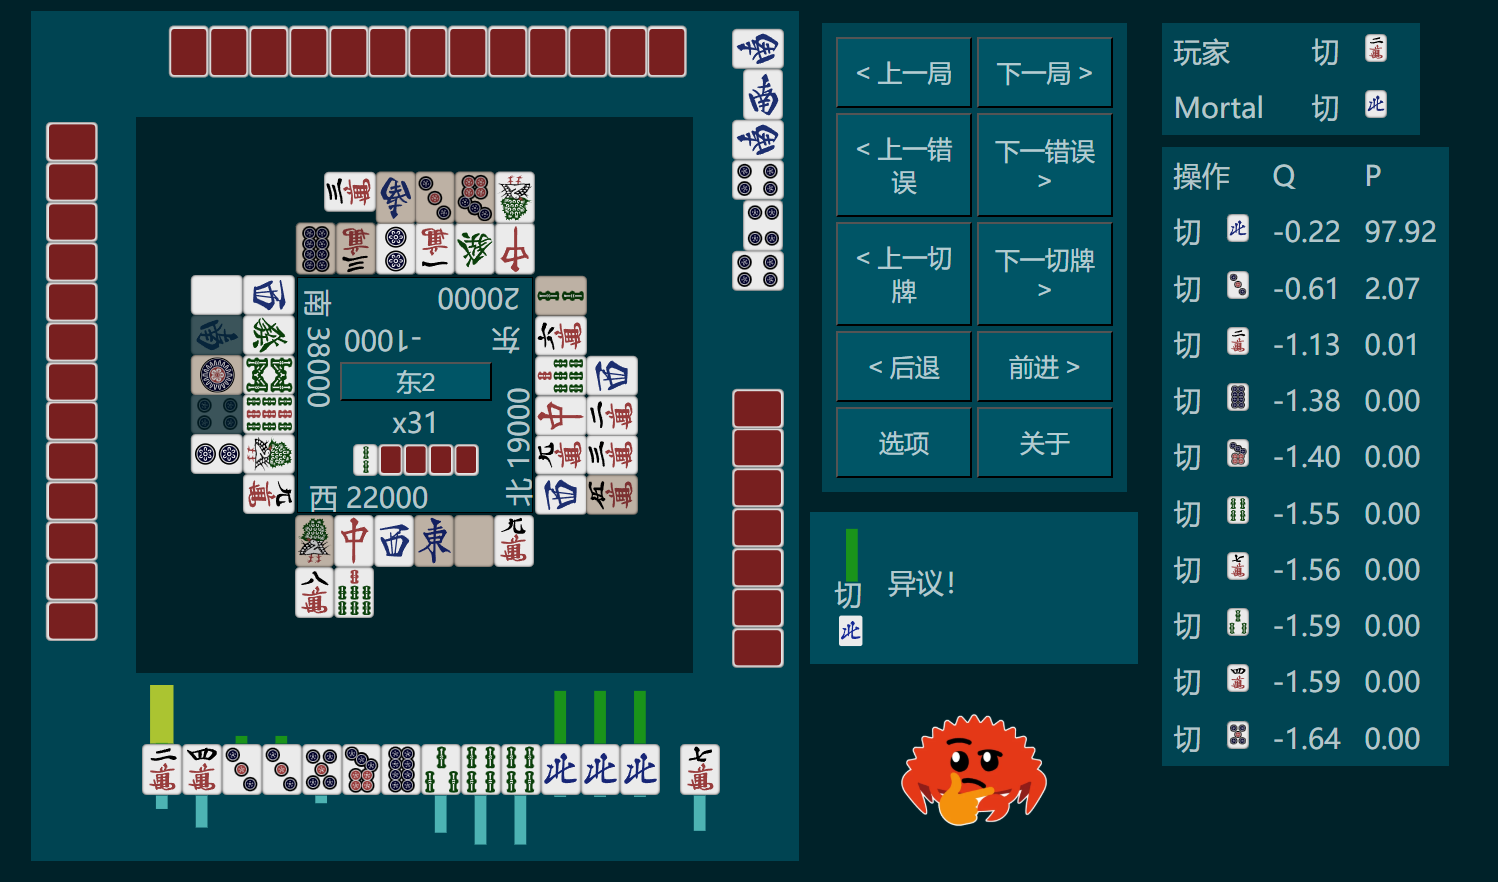 南 38000
20000
东
-1000
东2
x31
西 22000
北 19000
< 上一局
下一局 >
< 上一错
误
下一错误
>
< 上一切
牌
下一切牌
>
< 后退
前进 >
选项
关于
切
异议!
玩家 切
Mortal 切
操作 Q P
切 -0.22 97.92
切 -0.61 2.07
切 -1.13 0.01
切 -1.38 0.00
切 -1.40 0.00
切 -1.55 0.00
切 -1.56 0.00
切 -1.59 0.00
切 -1.59 0.00
切 -1.64 0.00